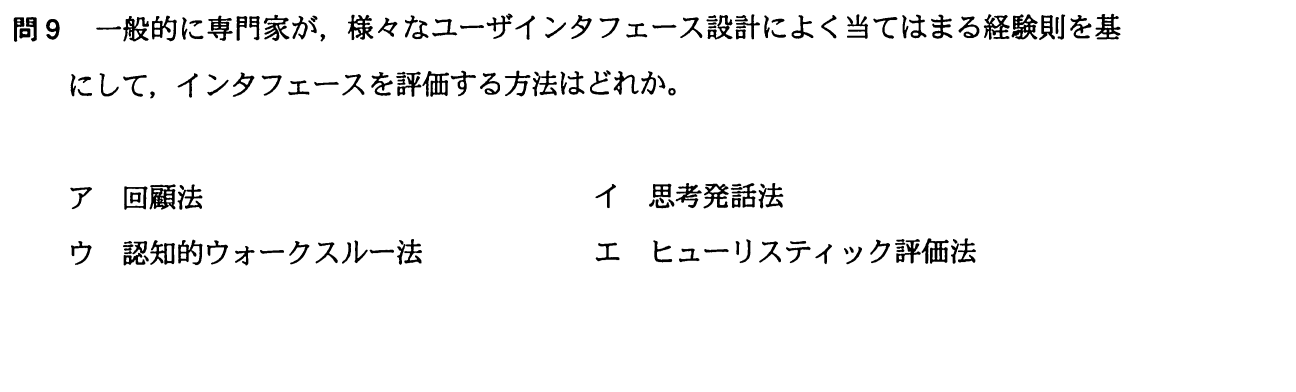 問9 一般的に専門家が，様々なユーザインタフェース設計によく当てはまる経験則を基
にして，インタフェースを評価する方法はどれか。
ア 回顧法 イ 思考発話法
ウ 認知的ウォークスルー法 エ ヒューリスティック評価法